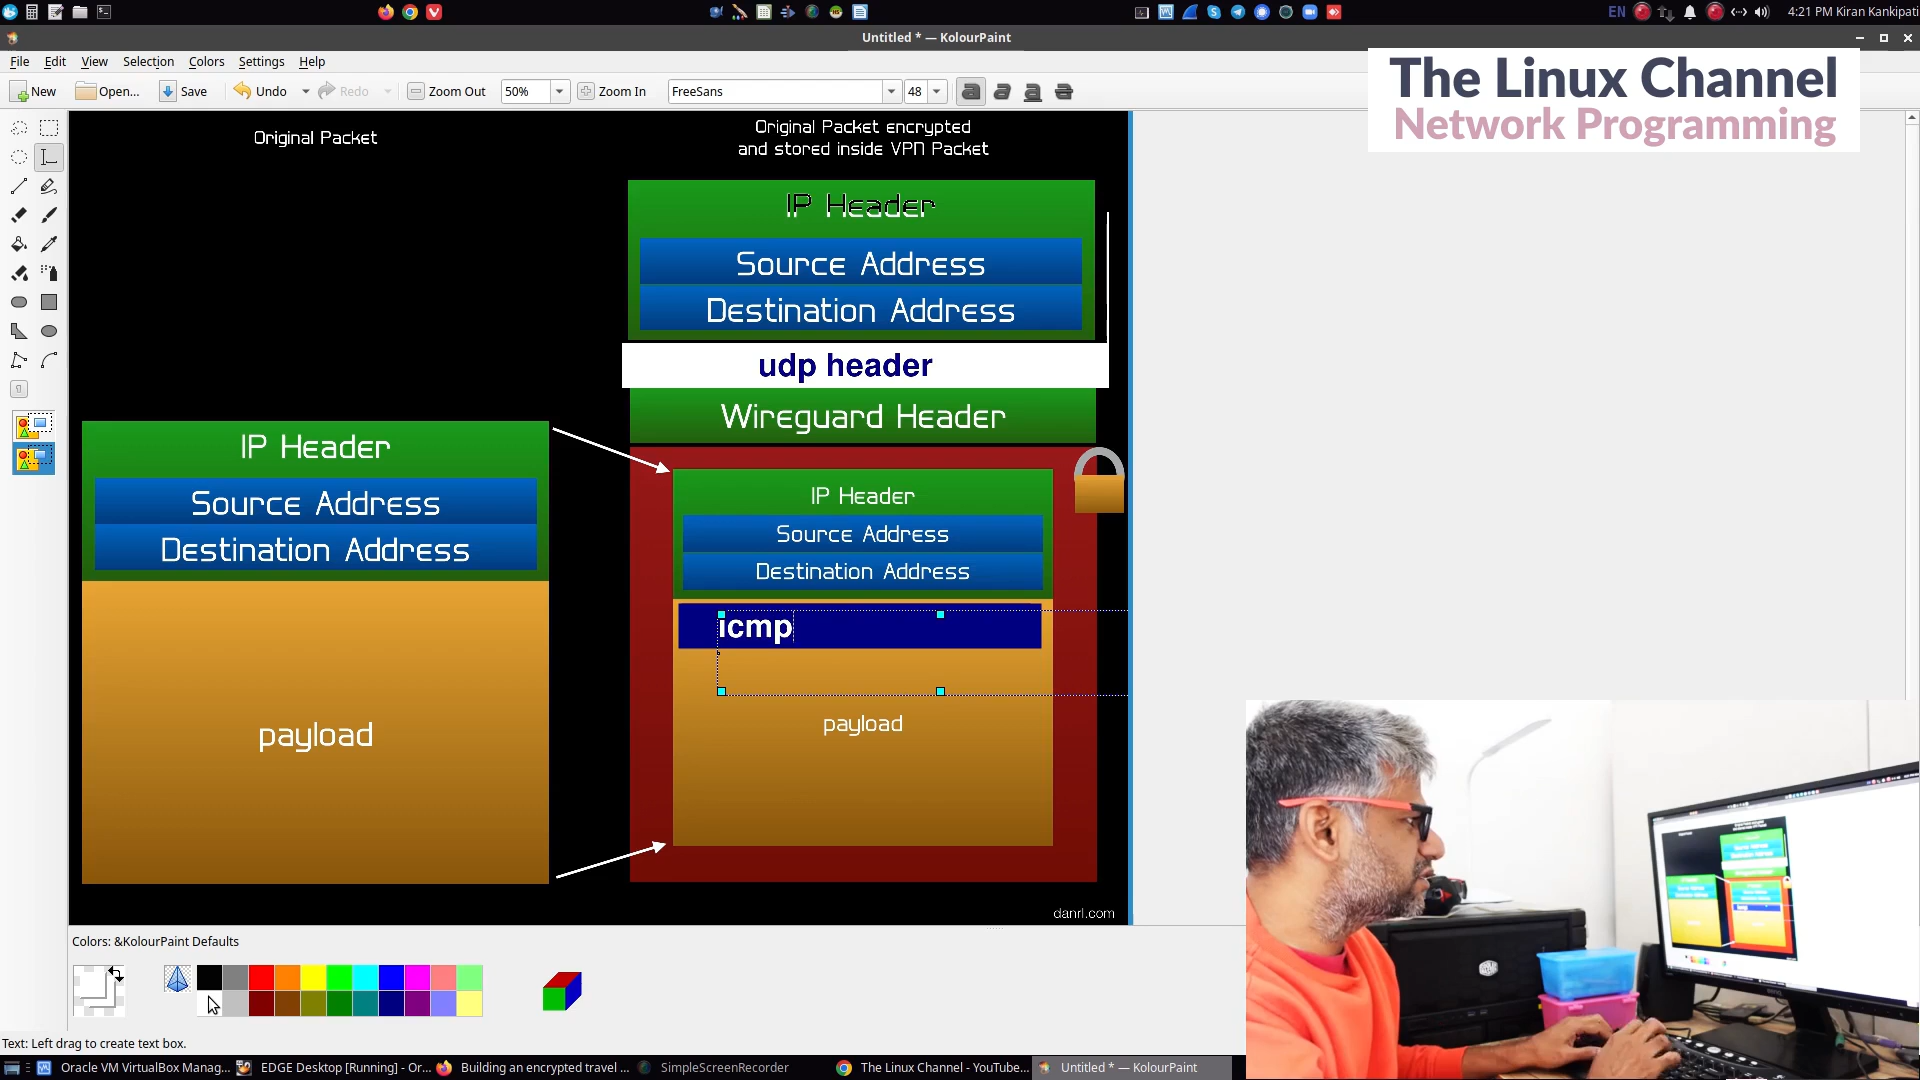 EN
4:21 PM Kiran Kankipati
Untitled * — KolourPaint
File Edit View Selection Colors Settings Help
New Open... Save Undo Redo Zoom Out 50% Zoom In FreeSans 48
The Linux Channel
Network Programming
Original Packet
Original Packet encrypted
and stored inside VPN Packet
IP Header
Source Address
Destination Address
udp header
Wireguard Header
IP Header
Source Address
Destination Address
payload
IP Header
Source Address
Destination Address
icmp
payload
danrl.com
Colors: &KolourPaint Defaults
Text: Left drag to create text box.
Oracle VM VirtualBox Manag... EDGE Desktop [Running] - Or... Building an encrypted travel ... SimpleScreenRecorder The Linux Channel - YouTube... Untitled * — KolourPaint